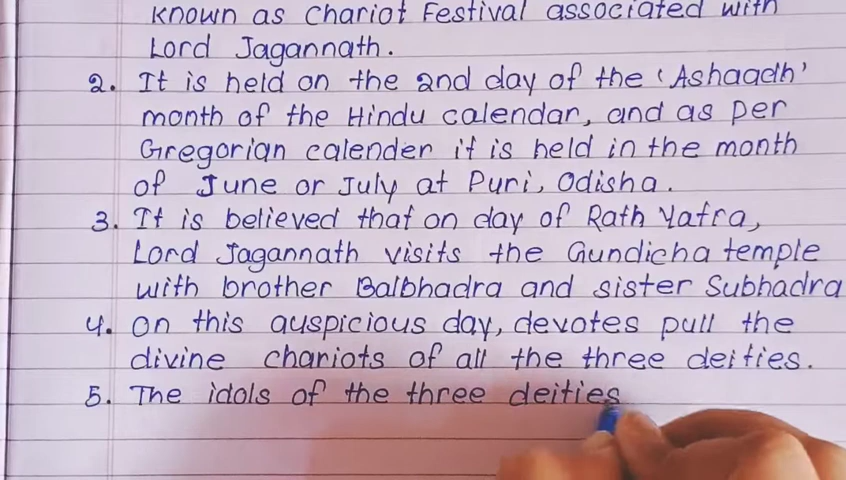 known as Chariot Festival associated with
Lord Jagannath.
2. It is held on the 2nd day of the 'Ashaadh'
month of the Hindu calendar, and as per
Gregorian calender it is held in the month
of June or July at Puri, Odisha.
3. It is believed that on day of Rath Yatra,
Lord Jagannath visits the Gundicha temple
with brother Balbhadra and sister Subhadra
4. On this auspicious day, devotes pull the
divine chariots of all the three deities.
5. The idols of the three deities